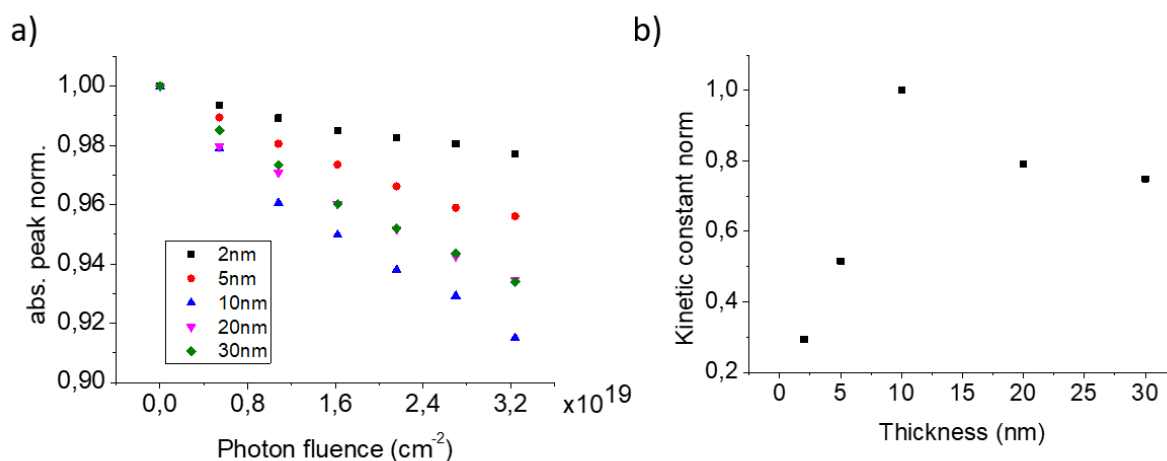 a)
abs. peak norm.
1,00
0,98
0,96
0,94
0,92
0,90
2nm
5nm
10nm
20nm
30nm
0,0
0,8
1,6
2,4
3,2
x10¹⁹
Photon fluence (cm⁻²)
b)
Kinetic constant norm
1,0
0,8
0,6
0,4
0,2
0
5
10
15
20
25
30
Thickness (nm)